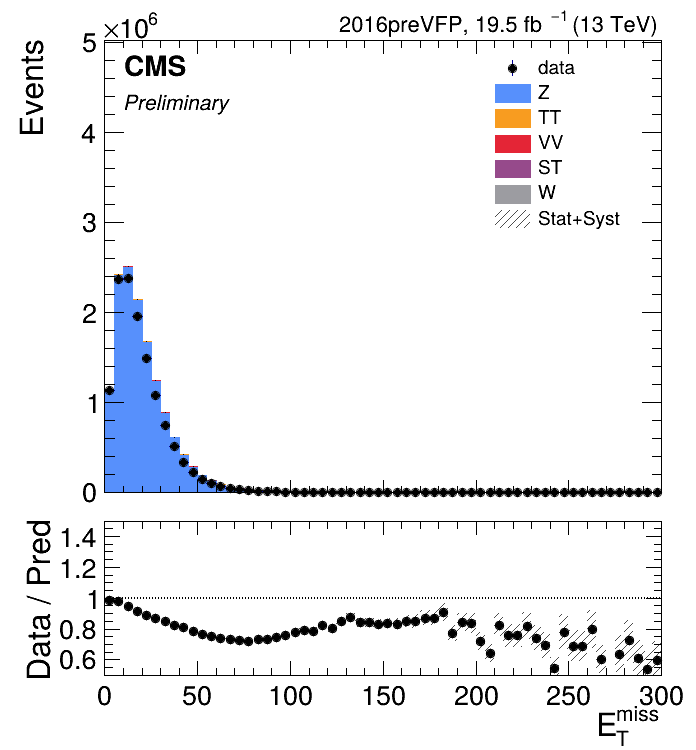 ×10⁶
2016preVFP, 19.5 fb⁻¹ (13 TeV)
CMS
Preliminary
Events
data
Z
TT
VV
ST
W
Stat+Syst
5
4
3
2
1
0
Data / Pred
1.4
1.2
1
0.8
0.6
0 50 100 150 200 250 300
E_T^miss